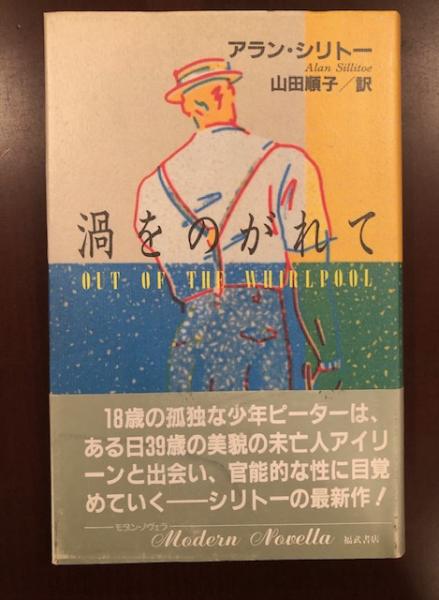 アラン・シリトー
Alan Sillitoe
山田順子／訳
渦をのがれて
OUT OF THE WHIRLPOOL
18歳の孤独な少年ピーターは、
ある日39歳の美貌の未亡人アイリ
ーンと出会い、官能的な性に目覚
めていく――シリトーの最新作！
モダン・ノヴェラ
Modern Novella
福武書店